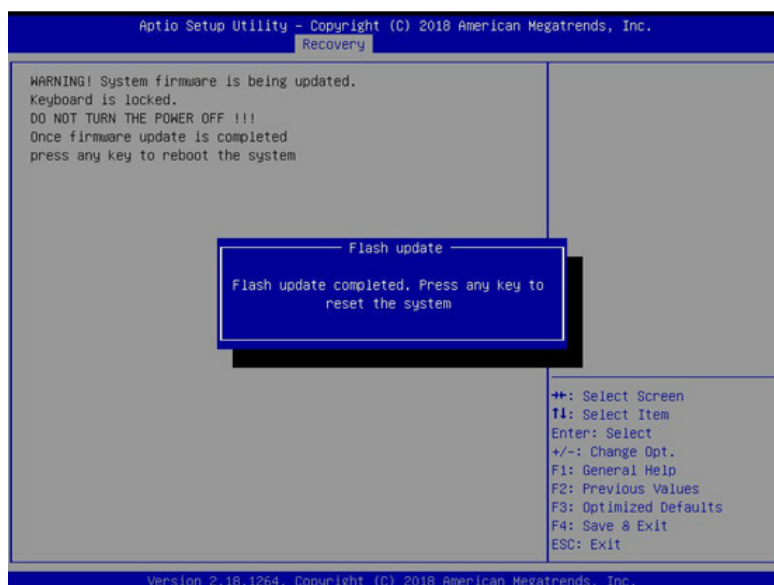 Aptio Setup Utility – Copyright (C) 2018 American Megatrends, Inc.
Recovery
WARNING! System firmware is being updated.
Keyboard is locked.
DO NOT TURN THE POWER OFF !!!
Once firmware update is completed
press any key to reboot the system
Flash update
Flash update completed. Press any key to
reset the system
→←: Select Screen
↑↓: Select Item
Enter: Select
+/-: Change Opt.
F1: General Help
F2: Previous Values
F3: Optimized Defaults
F4: Save & Exit
ESC: Exit
Version 2.18.1264. Copyright (C) 2018 American Megatrends, Inc.